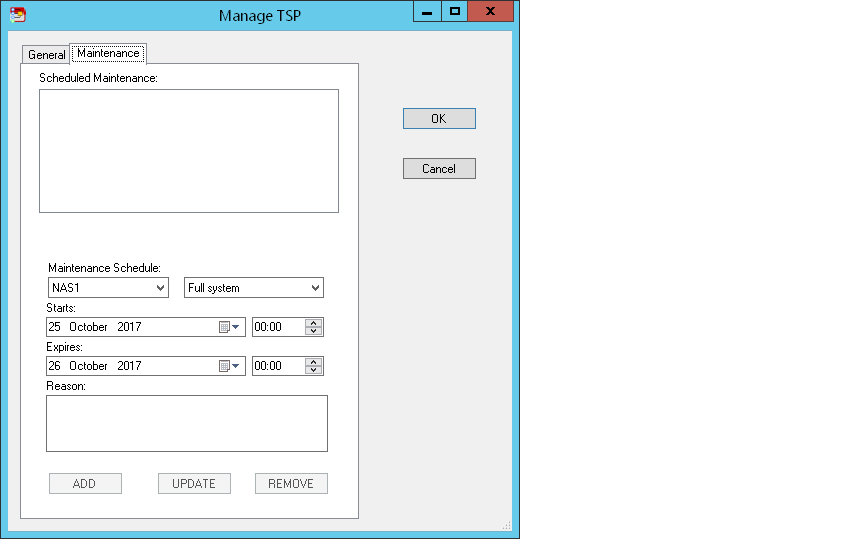 Manage TSP
General
Maintenance
Scheduled Maintenance:
OK
Cancel
Maintenance Schedule:
NAS1
Full system
Starts:
25 October 2017
00:00
Expires:
26 October 2017
00:00
Reason:
ADD
UPDATE
REMOVE